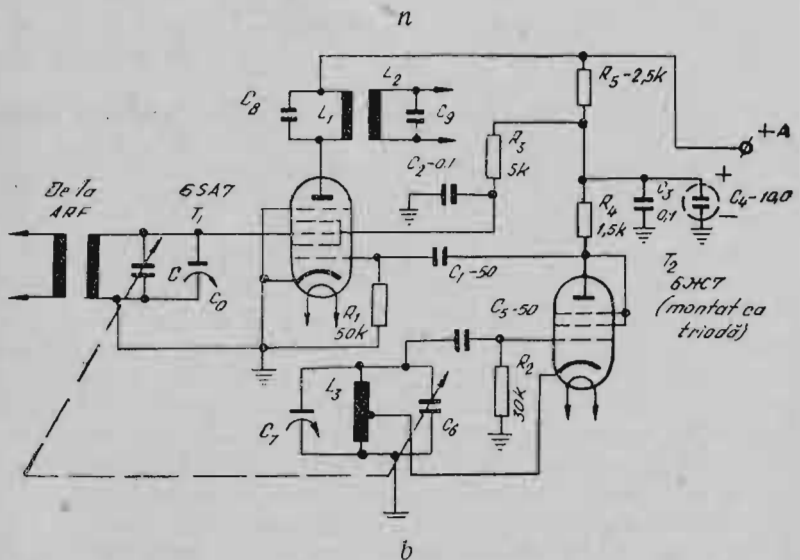 n
R5-2,5k
C8
L1
L2
C9
+A
R3
5k
C2-0,1
De la
ARF
6SA7
T1
+
C3
0,1
C4-10,0
-
R4
1,5k
C
C0
C1-50
T2
6Ж7
(montat ca
triodă)
R1
50k
C5-50
R2
30k
L3
C7
C6
b